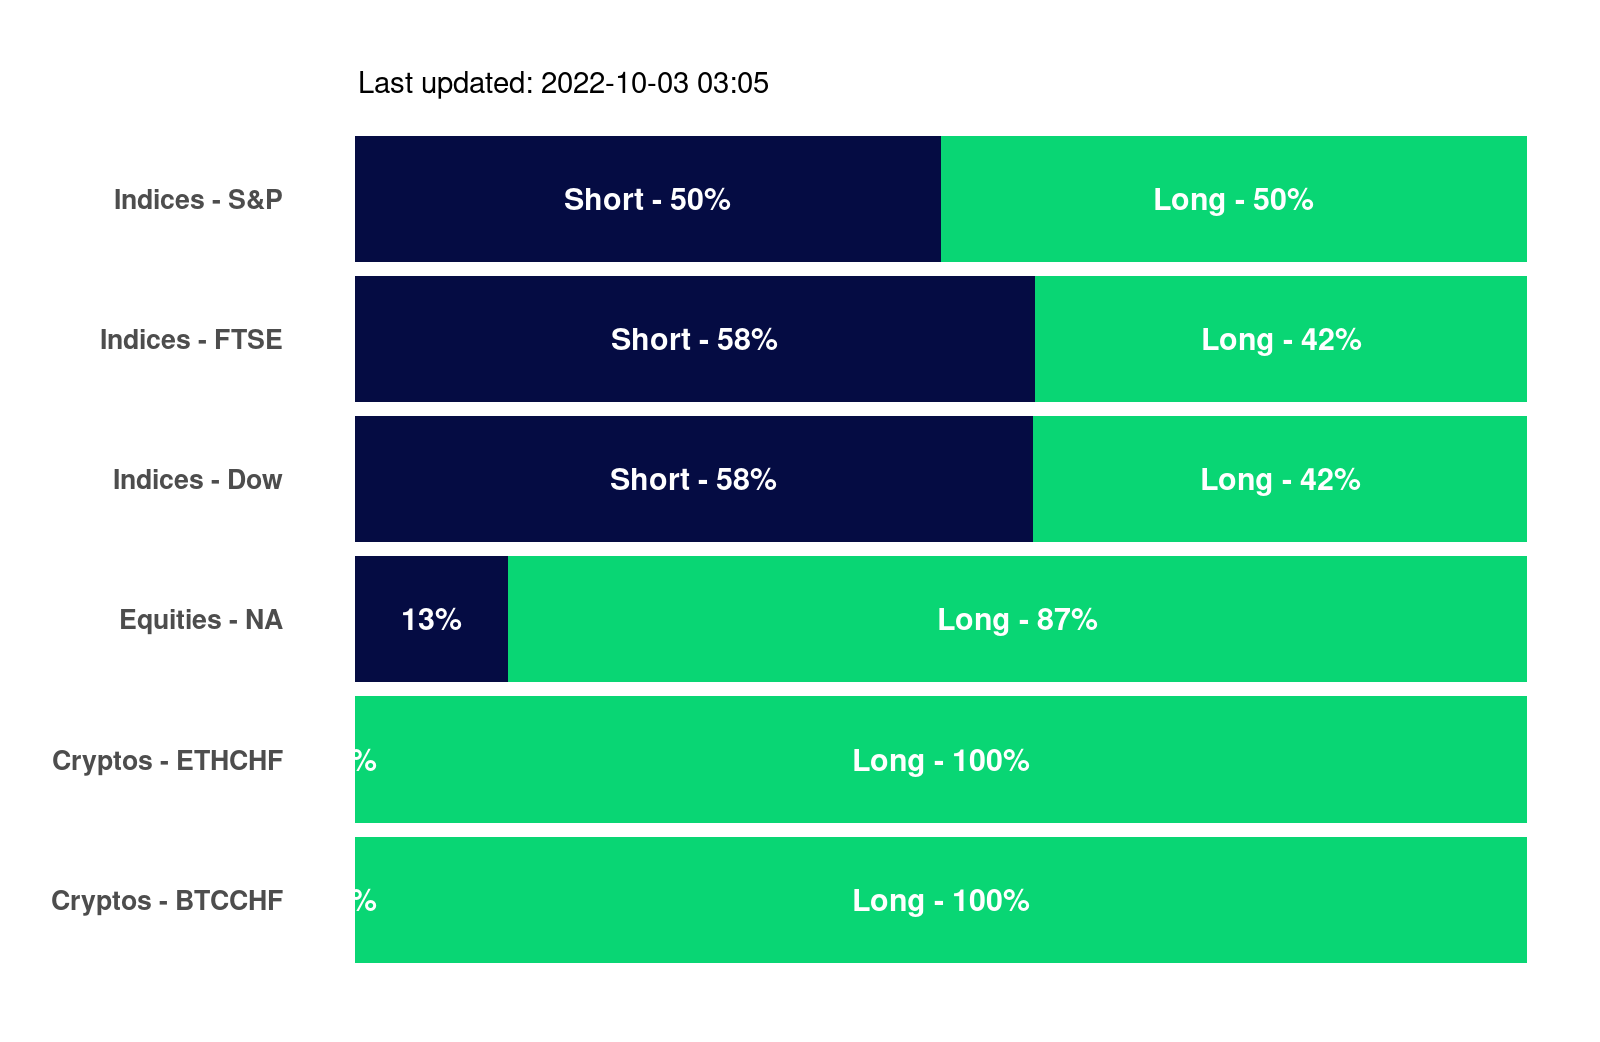 Last updated: 2022-10-03 03:05
Indices - S&P
Short - 50%
Long - 50%
Indices - FTSE
Short - 58%
Long - 42%
Indices - Dow
Short - 58%
Long - 42%
Equities - NA
13%
Long - 87%
Cryptos - ETHCHF
%
Long - 100%
Cryptos - BTCCHF
%
Long - 100%